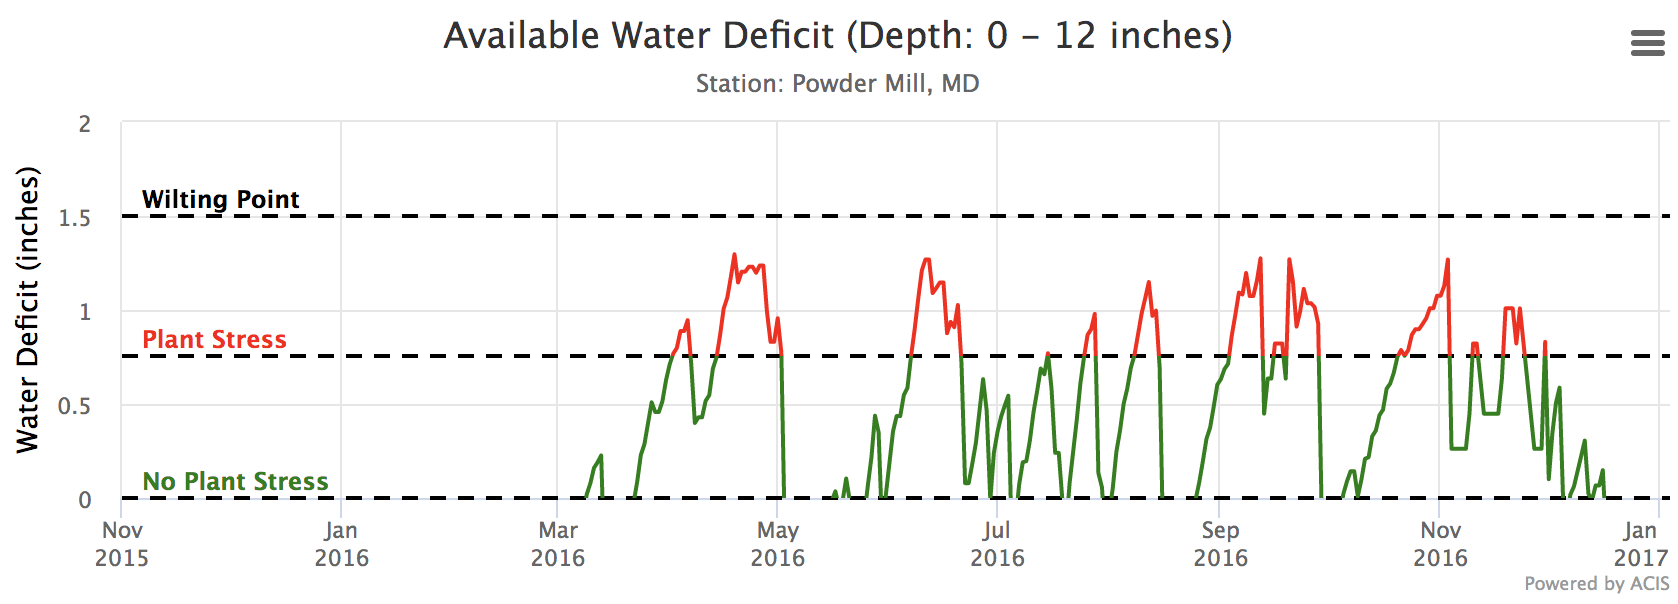 Available Water Deficit (Depth: 0 – 12 inches)
Station: Powder Mill, MD
Water Deficit (inches)
2
1.5
1
0.5
0
Wilting Point
Plant Stress
No Plant Stress
Nov
2015
Jan
2016
Mar
2016
May
2016
Jul
2016
Sep
2016
Nov
2016
Jan
2017
Powered by ACIS